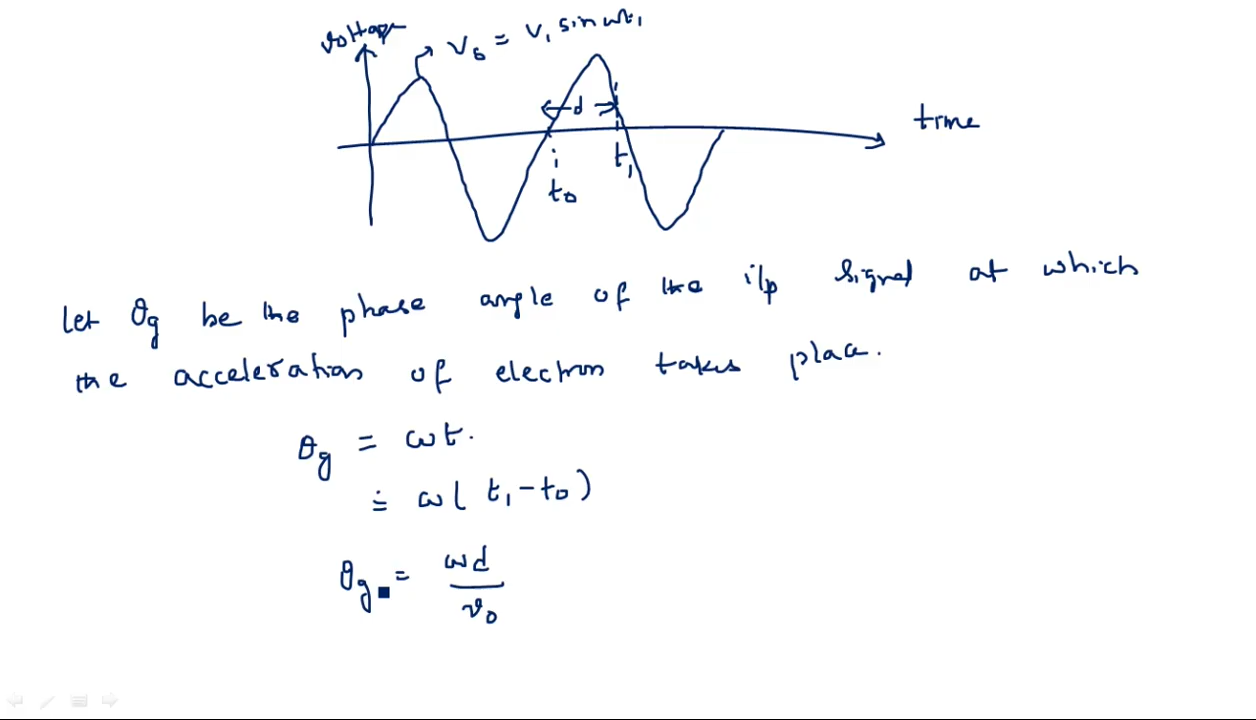 voltage
Vs = V₁ sin ωt₁
d
time
t₀
t₁
Let θg be the phase angle of the i/p signal at which
the acceleration of electron takes place.
θg = ωt.
= ω( t₁ - t₀ )
θg = ωd / v₀